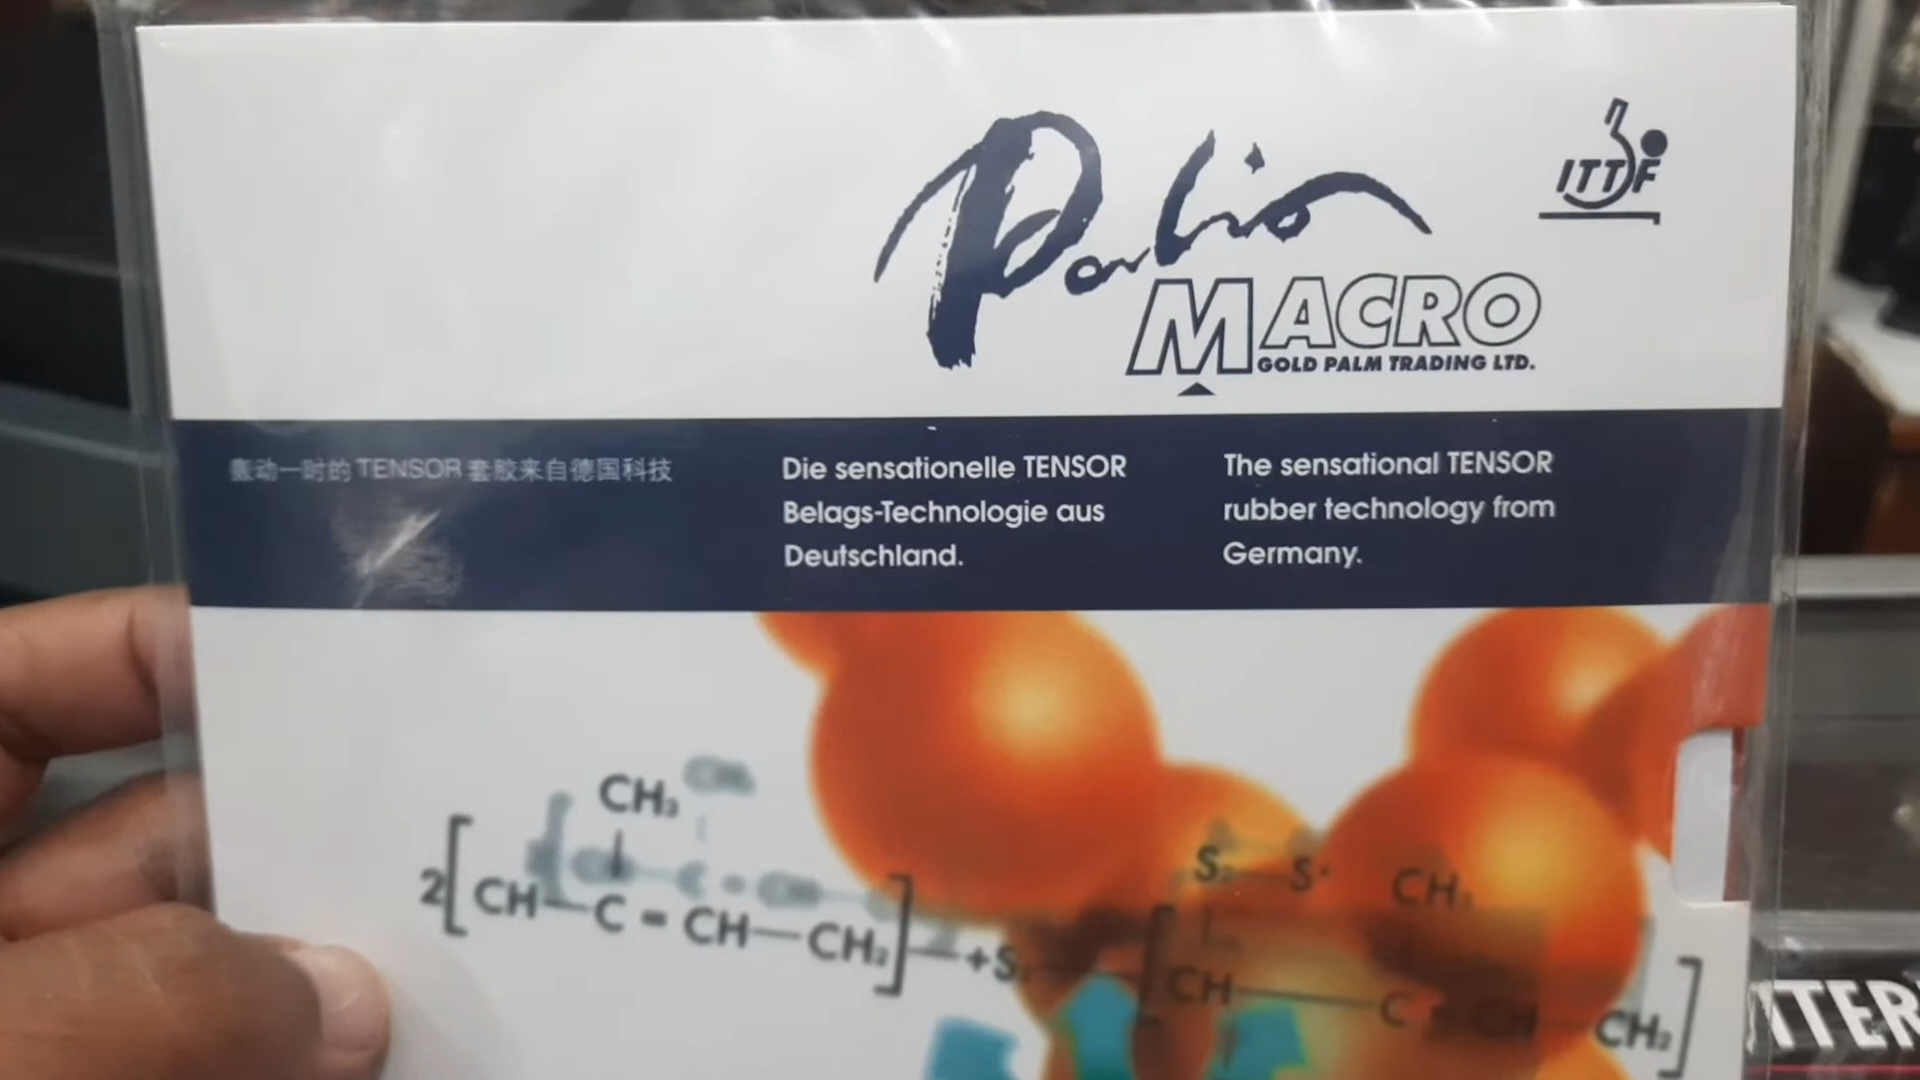 Palio
ITTF
MACRO
GOLD PALM TRADING LTD.
轰动一时的 TENSOR 套胶来自德国科技
Die sensationelle TENSOR
Belags-Technologie aus
Deutschland.
The sensational TENSOR
rubber technology from
Germany.
CH₃
2[CH—C=CH—CH₂]—+S
S S CH₃
[CH—C=CH—CH₂]